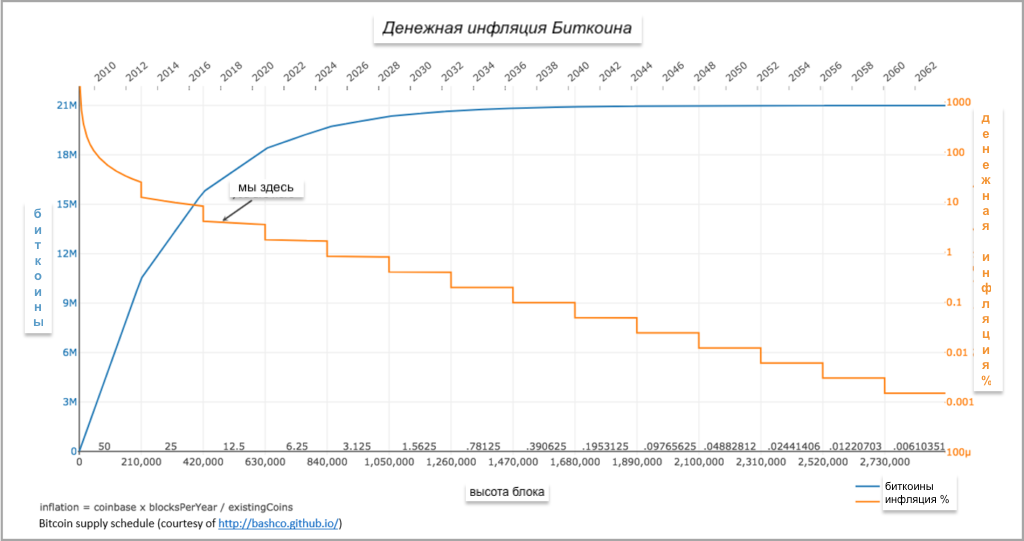 Денежная инфляция Биткоина
2010 2012 2014 2016 2018 2020 2022 2024 2026 2028 2030 2032 2034 2036 2038 2040 2042 2044 2046 2048 2050 2052 2054 2056 2058 2060 2062
21M
18M
15M
12M
9M
6M
3M
0
биткоины
мы здесь
1000
100
10
1
0.1
0.01
0.001
100µ
денежная инфляция %
50 25 12.5 6.25 3.125 1.5625 .78125 .390625 .1953125 .09765625 .04882812 .02441406 .01220703 .00610351
0 210,000 420,000 630,000 840,000 1,050,000 1,260,000 1,470,000 1,680,000 1,890,000 2,100,000 2,310,000 2,520,000 2,730,000
высота блока
биткоины
инфляция %
inflation = coinbase x blocksPerYear / existingCoins
Bitcoin supply schedule (courtesy of http://bashco.github.io/)